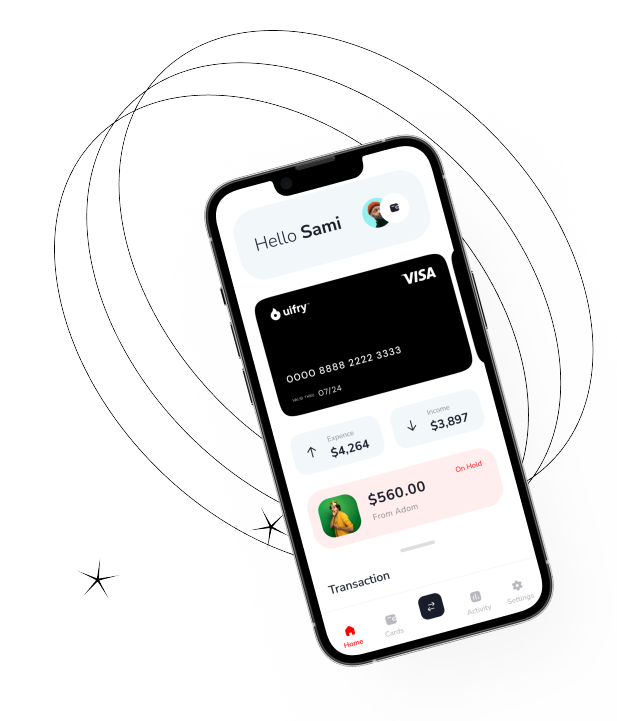 Hello Sami
uifry™
VISA
0000 8888 2222 3333
VALID THRU 07/24
Expence
$4,264
Income
$3,897
On Hold
$560.00
From Adom
Transaction
Home
Cards
Activity
Settings